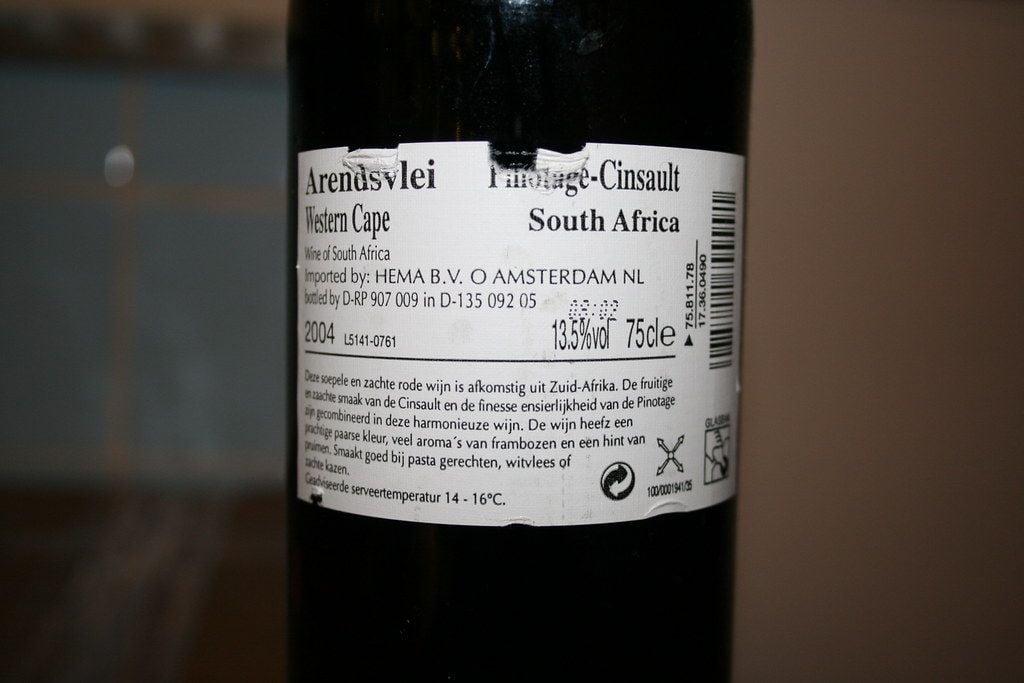 Arendsvlei Pinotage-Cinsault
Western Cape South Africa
Wine of South Africa
Imported by: HEMA B.V. O AMSTERDAM NL
bottled by D-RP 907 009 in D-135 092 05
08:02
2004 L5141-0761 13.5%vol 75cle
75.811.78
17.36.0490
Deze soepele en zachte rode wijn is afkomstig uit Zuid-Afrika. De fruitige
en zaachte smaak van de Cinsault en de finesse ensierlijkheid van de Pinotage
zijn gecombineerd in deze harmonieuze wijn. De wijn heefz een
prachtige paarse kleur, veel aroma´s van frambozen en een hint van
pruimen. Smaakt goed bij pasta gerechten, witvlees of
zachte kazen.
Geadviseerde serveertemperatur 14 - 16°C.
GLASBAK
100/0001941/35